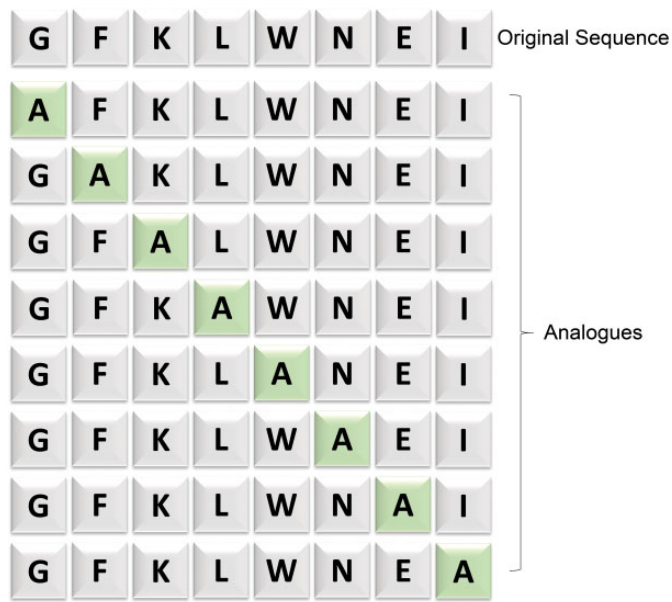 G F K L W N E I Original Sequence
A F K L W N E I
G A K L W N E I
G F A L W N E I
G F K A W N E I
Analogues
G F K L A N E I
G F K L W A E I
G F K L W N A I
G F K L W N E A